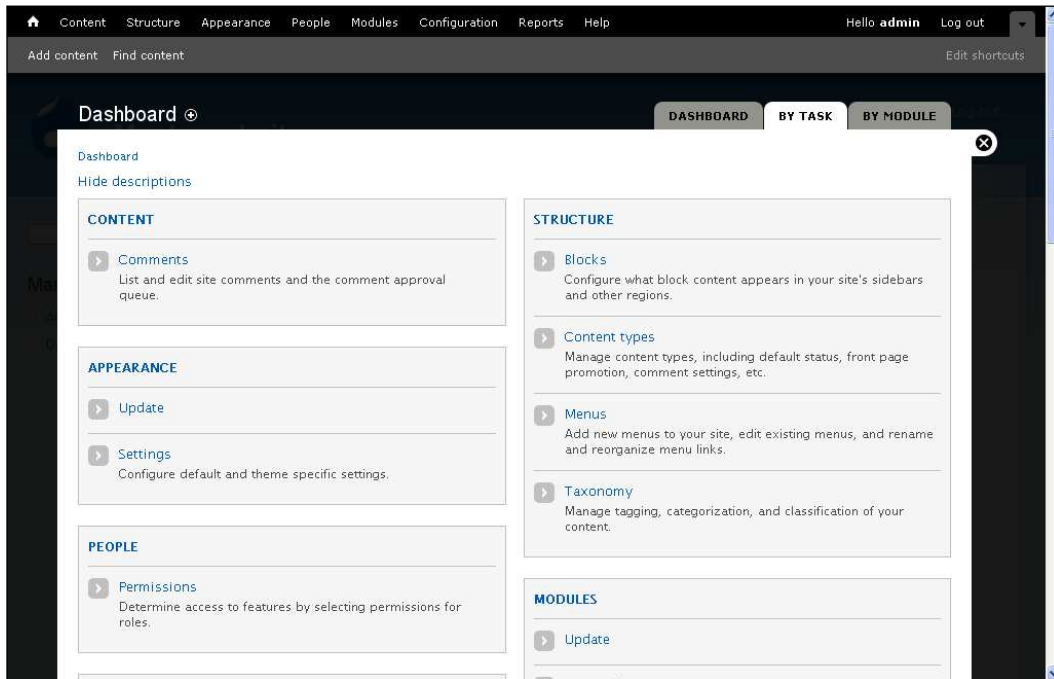 Content Structure Appearance People Modules Configuration Reports Help Hello admin Log out
Add content Find content Edit shortcuts
Dashboard
DASHBOARD BY TASK BY MODULE
Dashboard
Hide descriptions
CONTENT
Comments
List and edit site comments and the comment approval
queue.
APPEARANCE
Update
Settings
Configure default and theme specific settings.
PEOPLE
Permissions
Determine access to features by selecting permissions for
roles.
STRUCTURE
Blocks
Configure what block content appears in your site's sidebars
and other regions.
Content types
Manage content types, including default status, front page
promotion, comment settings, etc.
Menus
Add new menus to your site, edit existing menus, and rename
and reorganize menu links.
Taxonomy
Manage tagging, categorization, and classification of your
content.
MODULES
Update